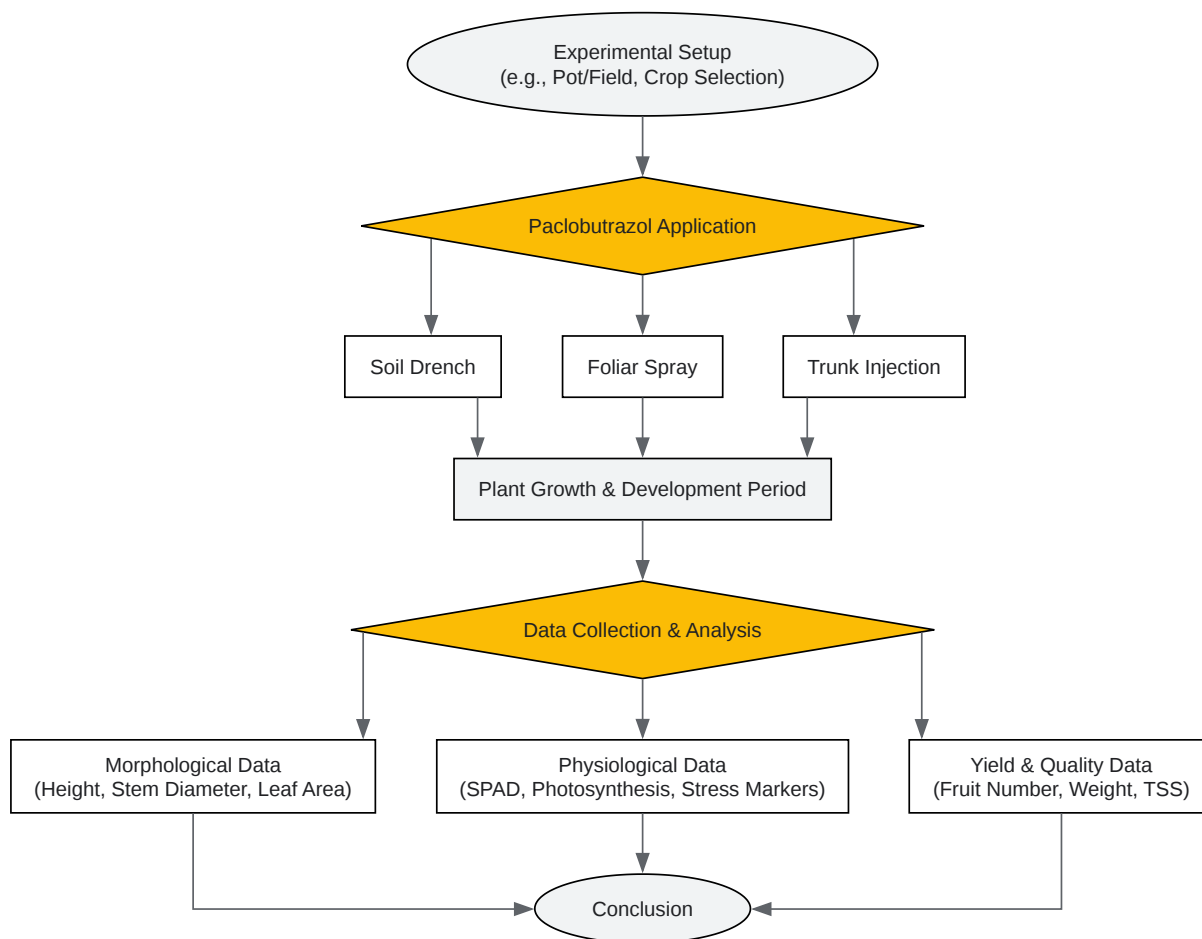 Experimental Setup
(e.g., Pot/Field, Crop Selection)
Paclobutrazol Application
Soil Drench
Foliar Spray
Trunk Injection
Plant Growth & Development Period
Data Collection & Analysis
Morphological Data
(Height, Stem Diameter, Leaf Area)
Physiological Data
(SPAD, Photosynthesis, Stress Markers)
Yield & Quality Data
(Fruit Number, Weight, TSS)
Conclusion